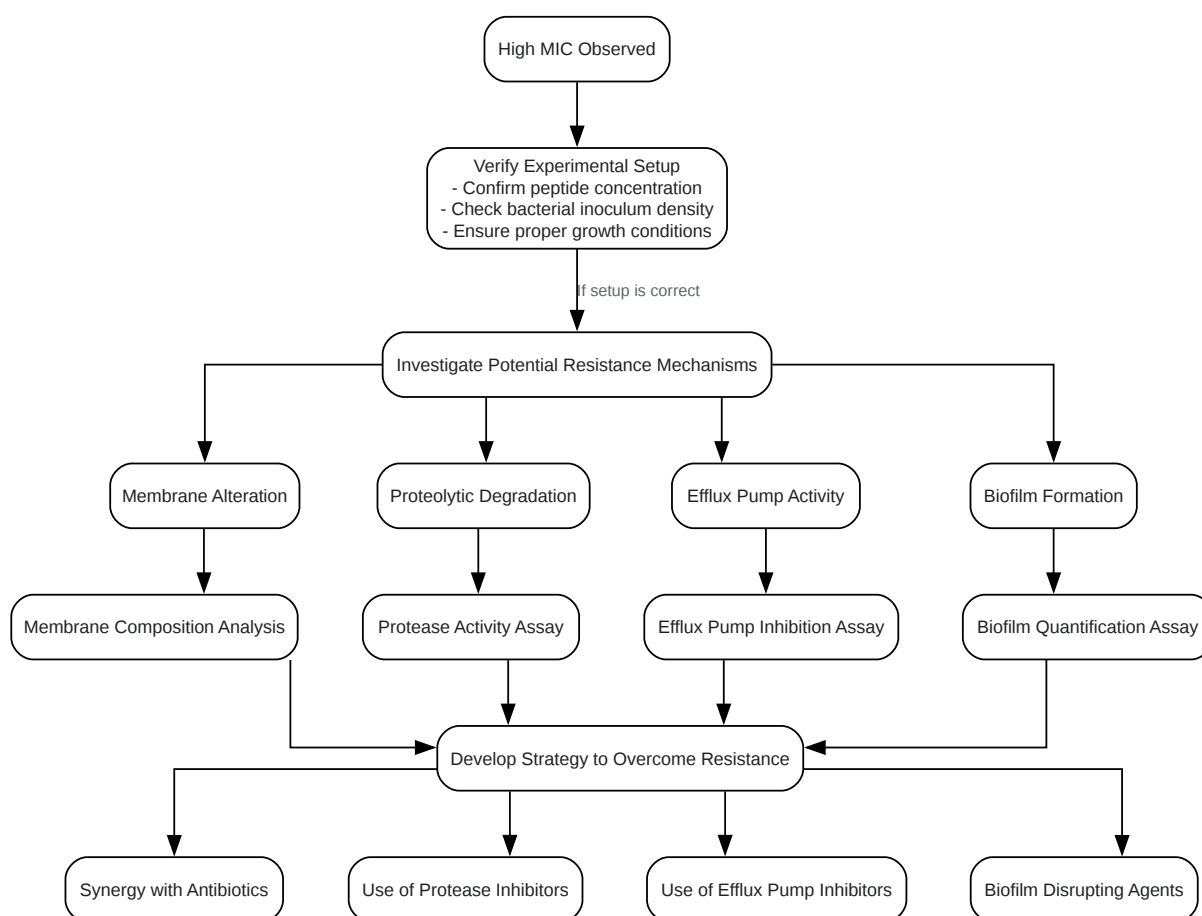 High MIC Observed
Verify Experimental Setup
- Confirm peptide concentration
- Check bacterial inoculum density
- Ensure proper growth conditions
If setup is correct
Investigate Potential Resistance Mechanisms
Membrane Alteration
Proteolytic Degradation
Efflux Pump Activity
Biofilm Formation
Membrane Composition Analysis
Protease Activity Assay
Efflux Pump Inhibition Assay
Biofilm Quantification Assay
Develop Strategy to Overcome Resistance
Synergy with Antibiotics
Use of Protease Inhibitors
Use of Efflux Pump Inhibitors
Biofilm Disrupting Agents